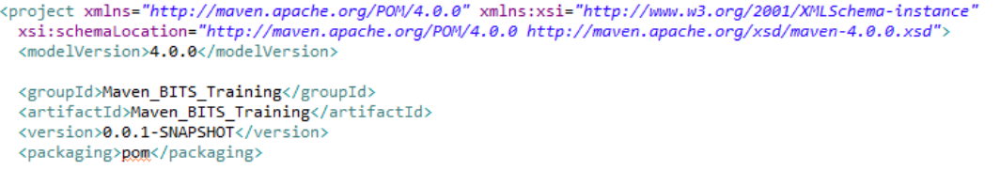 <project xmlns="http://maven.apache.org/POM/4.0.0" xmlns:xsi="http://www.w3.org/2001/XMLSchema-instance"
xsi:schemaLocation="http://maven.apache.org/POM/4.0.0 http://maven.apache.org/xsd/maven-4.0.0.xsd">
<modelVersion>4.0.0</modelVersion>
<groupId>Maven_BITS_Training</groupId>
<artifactId>Maven_BITS_Training</artifactId>
<version>0.0.1-SNAPSHOT</version>
<packaging>pom</packaging>